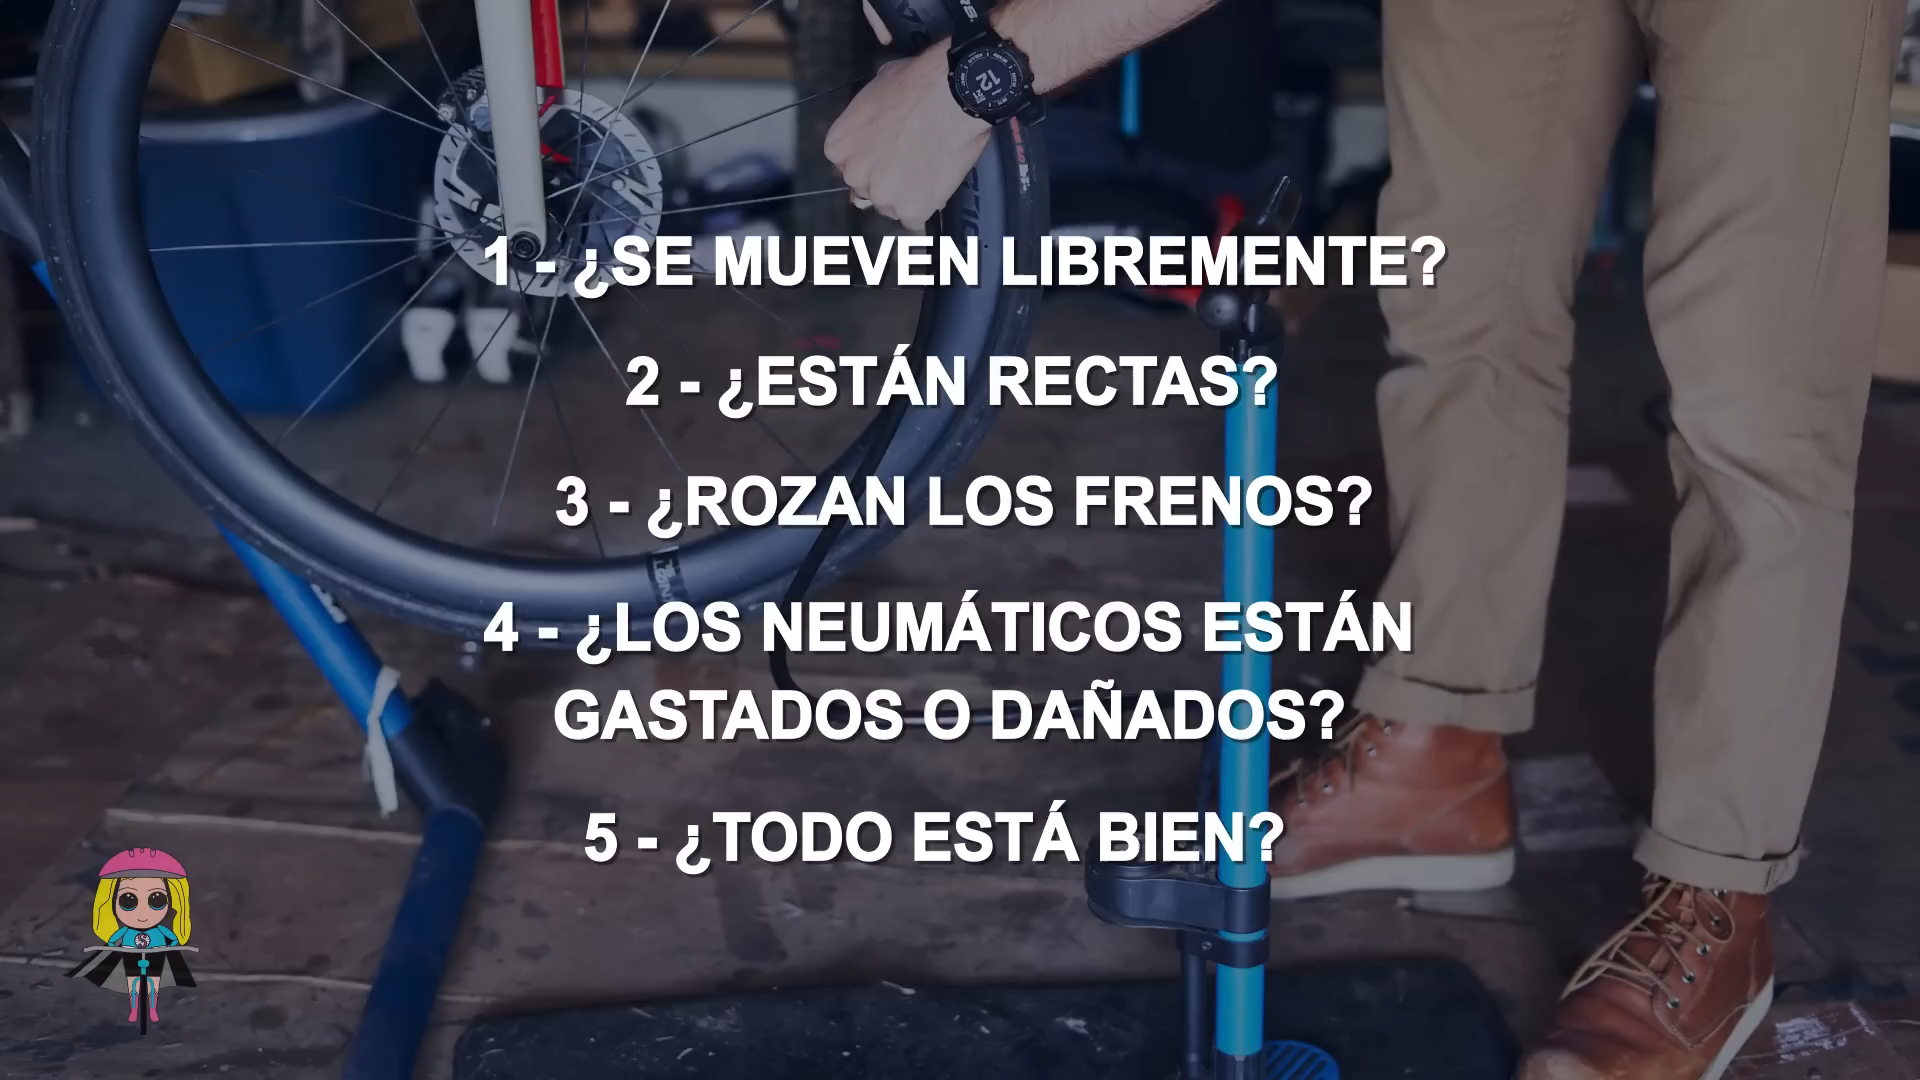 1 - ¿SE MUEVEN LIBREMENTE?
2 - ¿ESTÁN RECTAS?
3 - ¿ROZAN LOS FRENOS?
4 - ¿LOS NEUMÁTICOS ESTÁN
GASTADOS O DAÑADOS?
5 - ¿TODO ESTÁ BIEN?